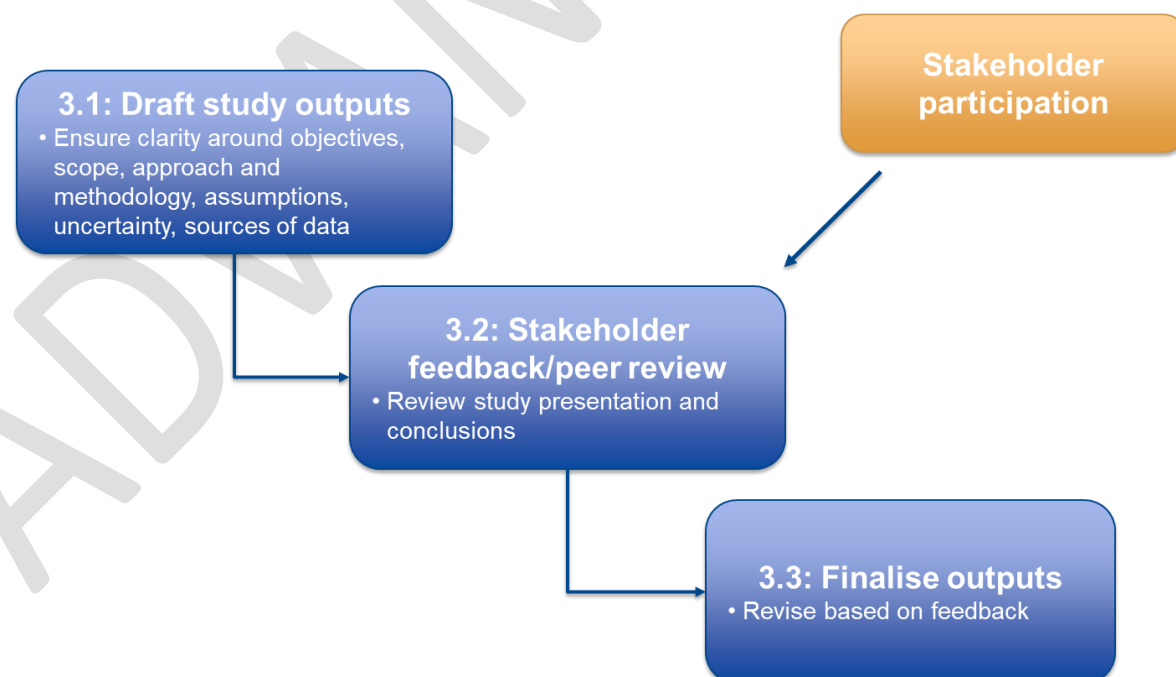 Stakeholder
participation
3.1: Draft study outputs
• Ensure clarity around objectives,
scope, approach and
methodology, assumptions,
uncertainty, sources of data
3.2: Stakeholder
feedback/peer review
• Review study presentation and
conclusions
3.3: Finalise outputs
• Revise based on feedback